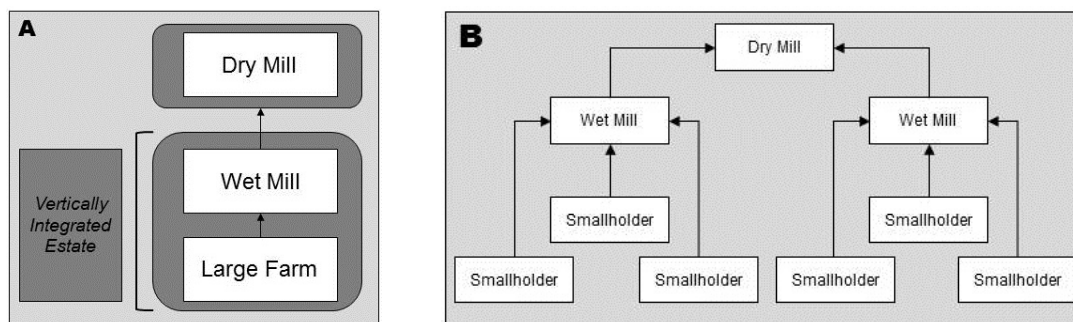 A
Dry Mill
Wet Mill
Vertically
Integrated
Estate
Large Farm
B
Dry Mill
Wet Mill
Wet Mill
Smallholder
Smallholder
Smallholder
Smallholder
Smallholder
Smallholder